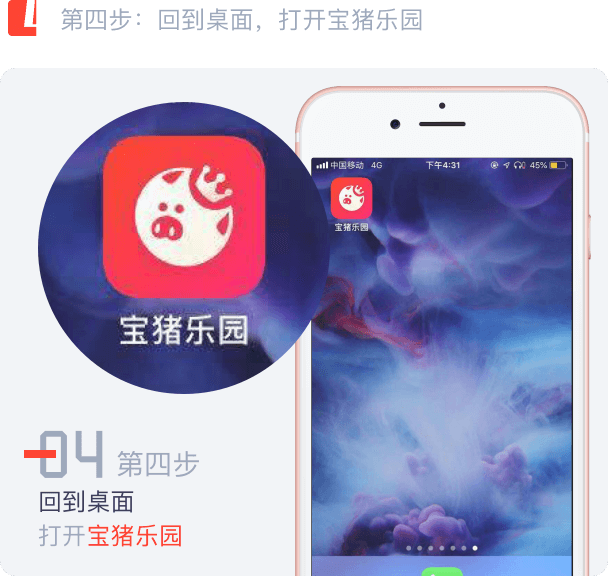 第四步：回到桌面，打开宝猪乐园
中国移动 4G 下午4:31 45%
宝猪乐园
宝猪乐园
04 第四步
回到桌面
打开宝猪乐园